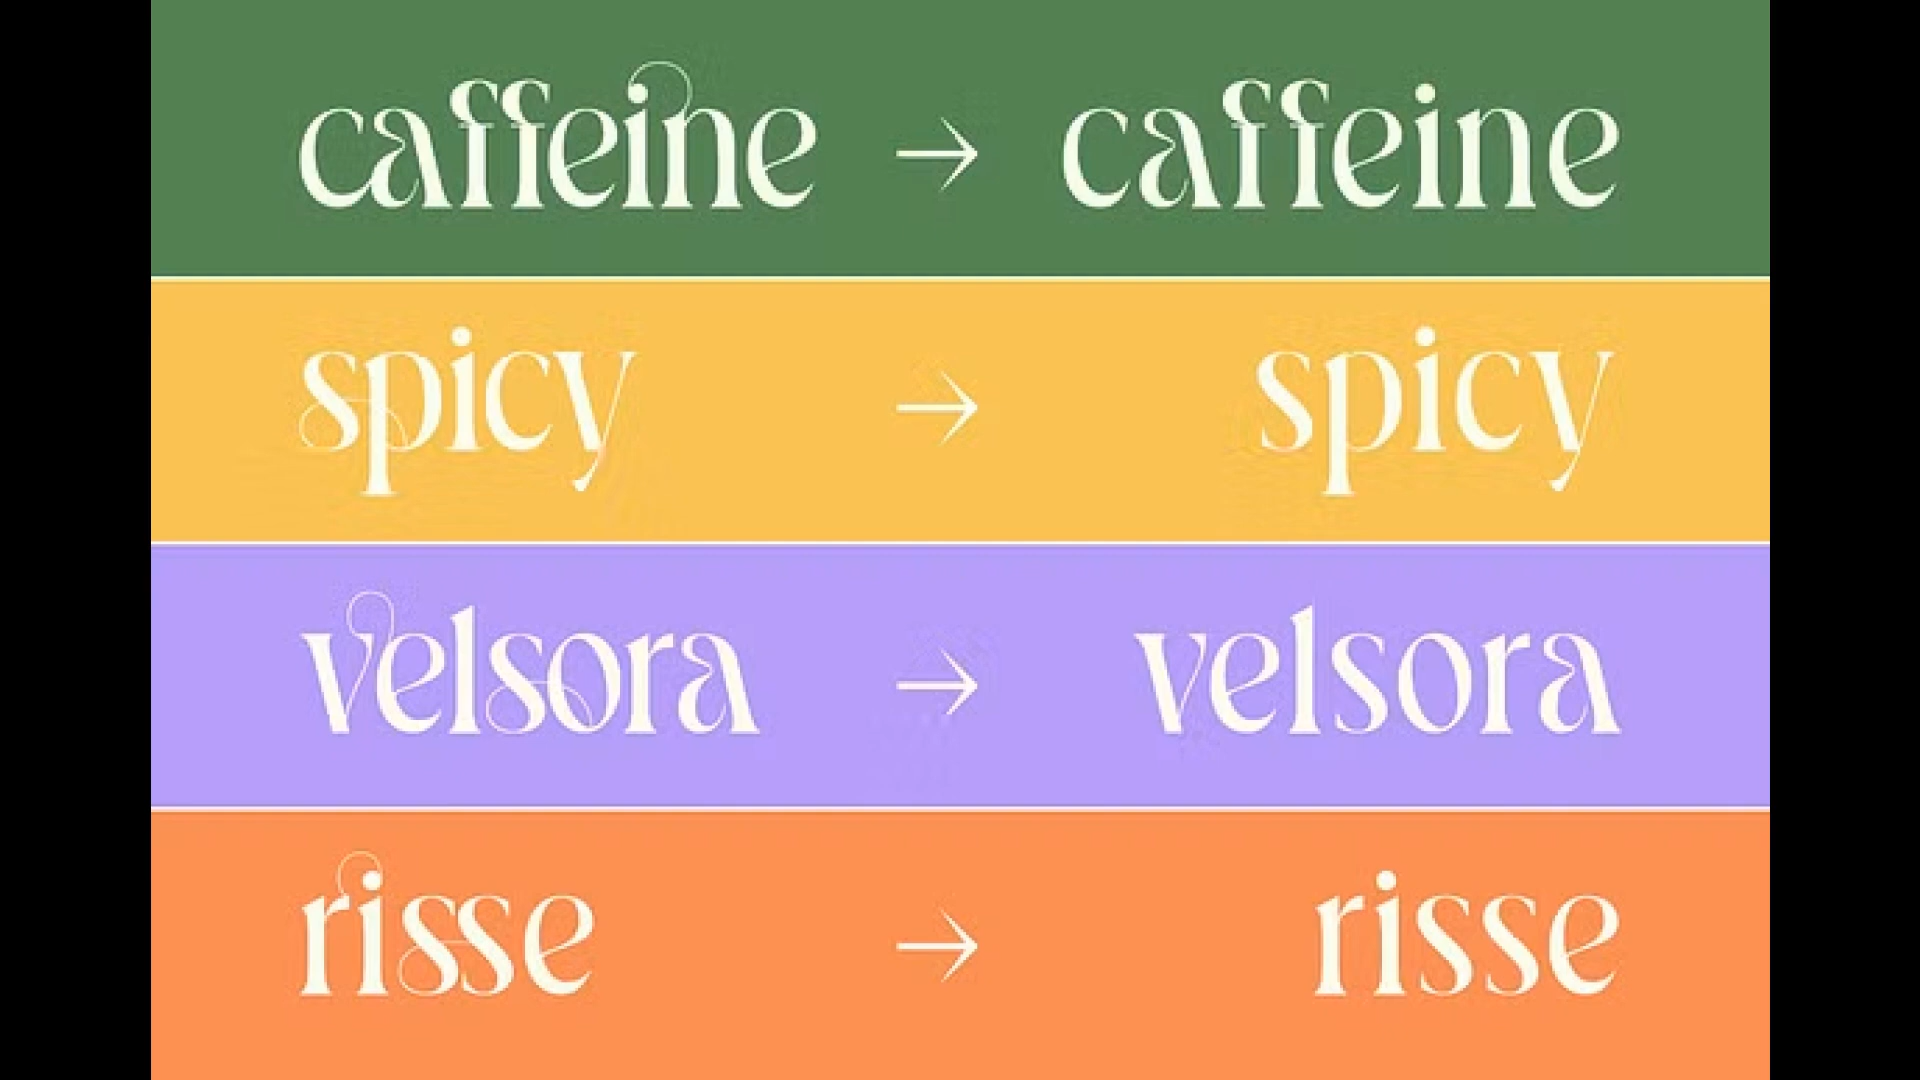 caffeine → caffeine
spicy → spicy
velsora → velsora
risse → risse